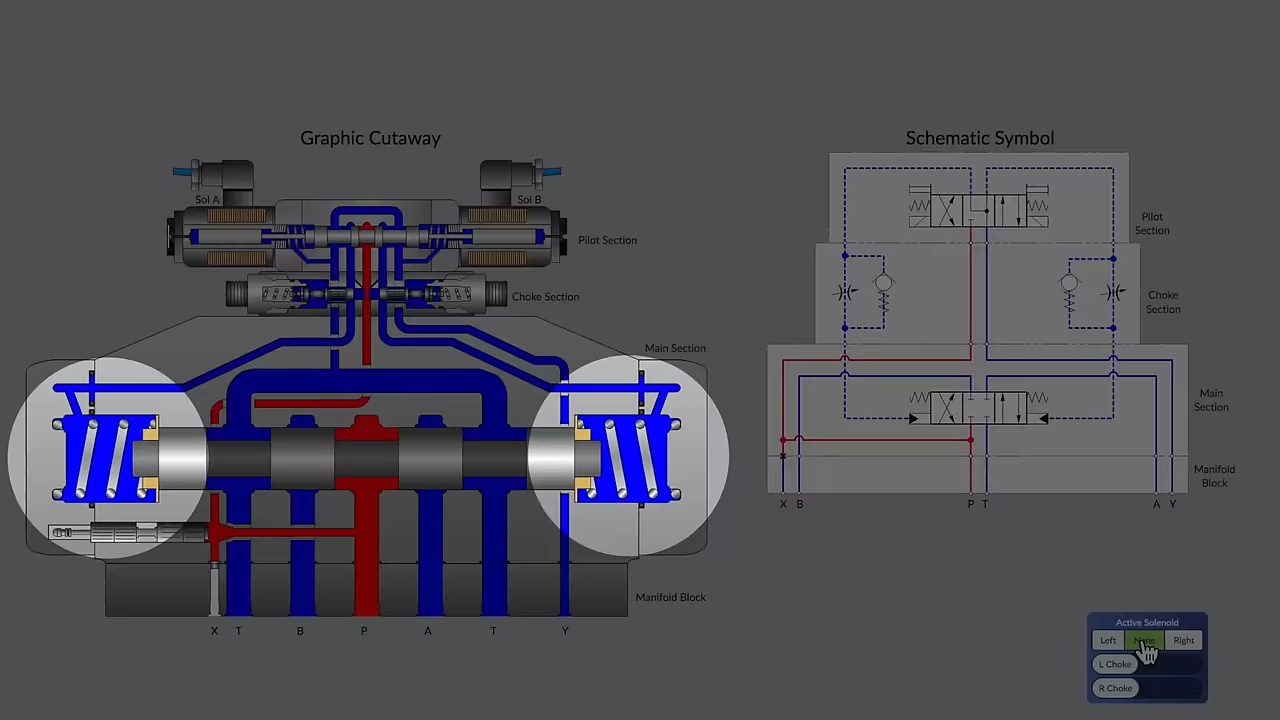 Graphic Cutaway
Schematic Symbol
Sol A
Sol B
Pilot Section
Pilot
Section
Choke Section
Choke
Section
Main Section
Main
Section
Manifold Block
Manifold
Block
X T B P A T Y
X B P T A Y
Active Solenoid
Left None Right
L Choke
R Choke